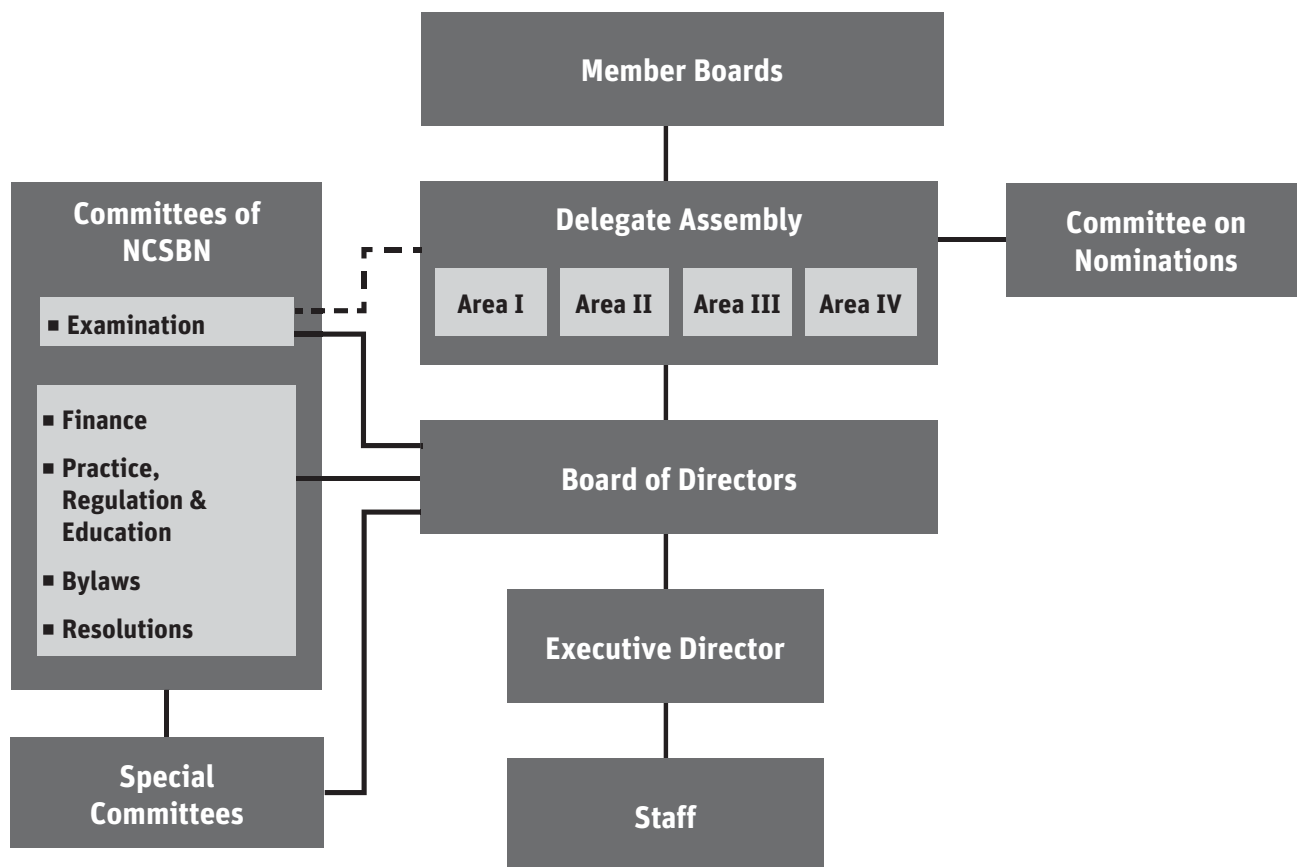 Member Boards
Committees of
NCSBN
▪ Examination
▪ Finance
▪ Practice,
Regulation &
Education
▪ Bylaws
▪ Resolutions
Special
Committees
Delegate Assembly
Area I
Area II
Area III
Area IV
Committee on
Nominations
Board of Directors
Executive Director
Staff